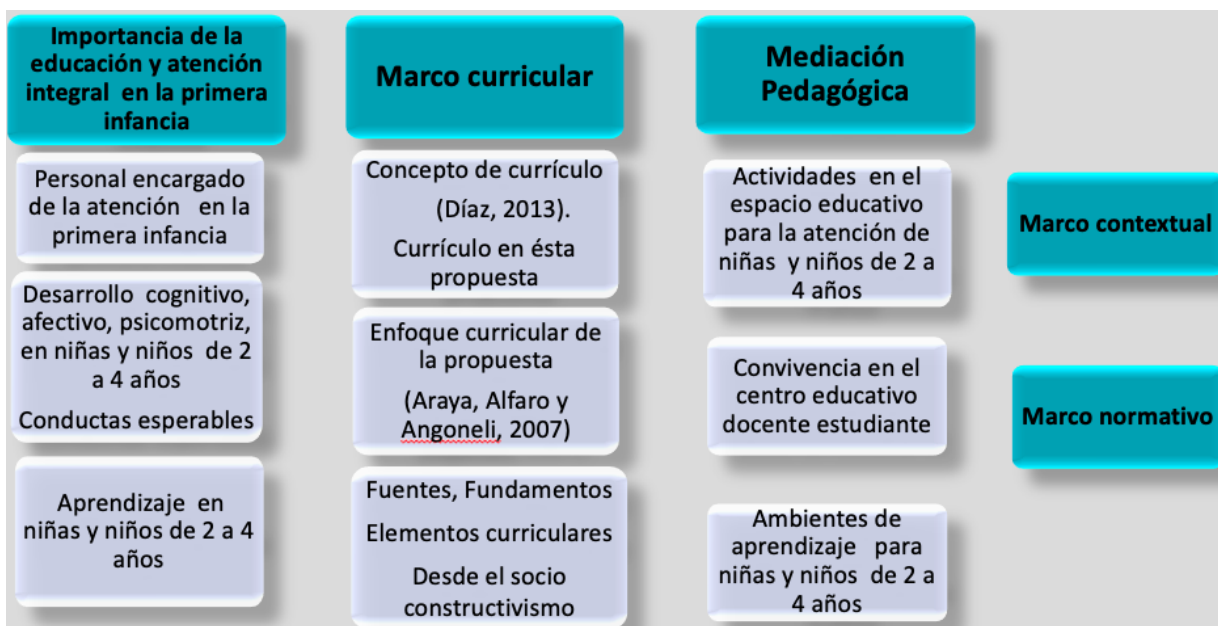 Importancia de la
educación y atención
integral en la primera
infancia
Personal encargado
de la atención en la
primera infancia
Desarrollo cognitivo,
afectivo, psicomotriz,
en niñas y niños de 2
a 4 años
Conductas esperables
Aprendizaje en
niñas y niños de 2 a 4
años
Marco curricular
Concepto de currículo
(Díaz, 2013).
Currículo en ésta
propuesta
Enfoque curricular de
la propuesta
(Araya, Alfaro y
Angoneli, 2007)
Fuentes, Fundamentos
Elementos curriculares
Desde el socio
constructivismo
Mediación
Pedagógica
Actividades en el
espacio educativo
para la atención de
niñas y niños de 2 a
4 años
Convivencia en el
centro educativo
docente estudiante
Ambientes de
aprendizaje para
niñas y niños de 2 a
4 años
Marco contextual
Marco normativo